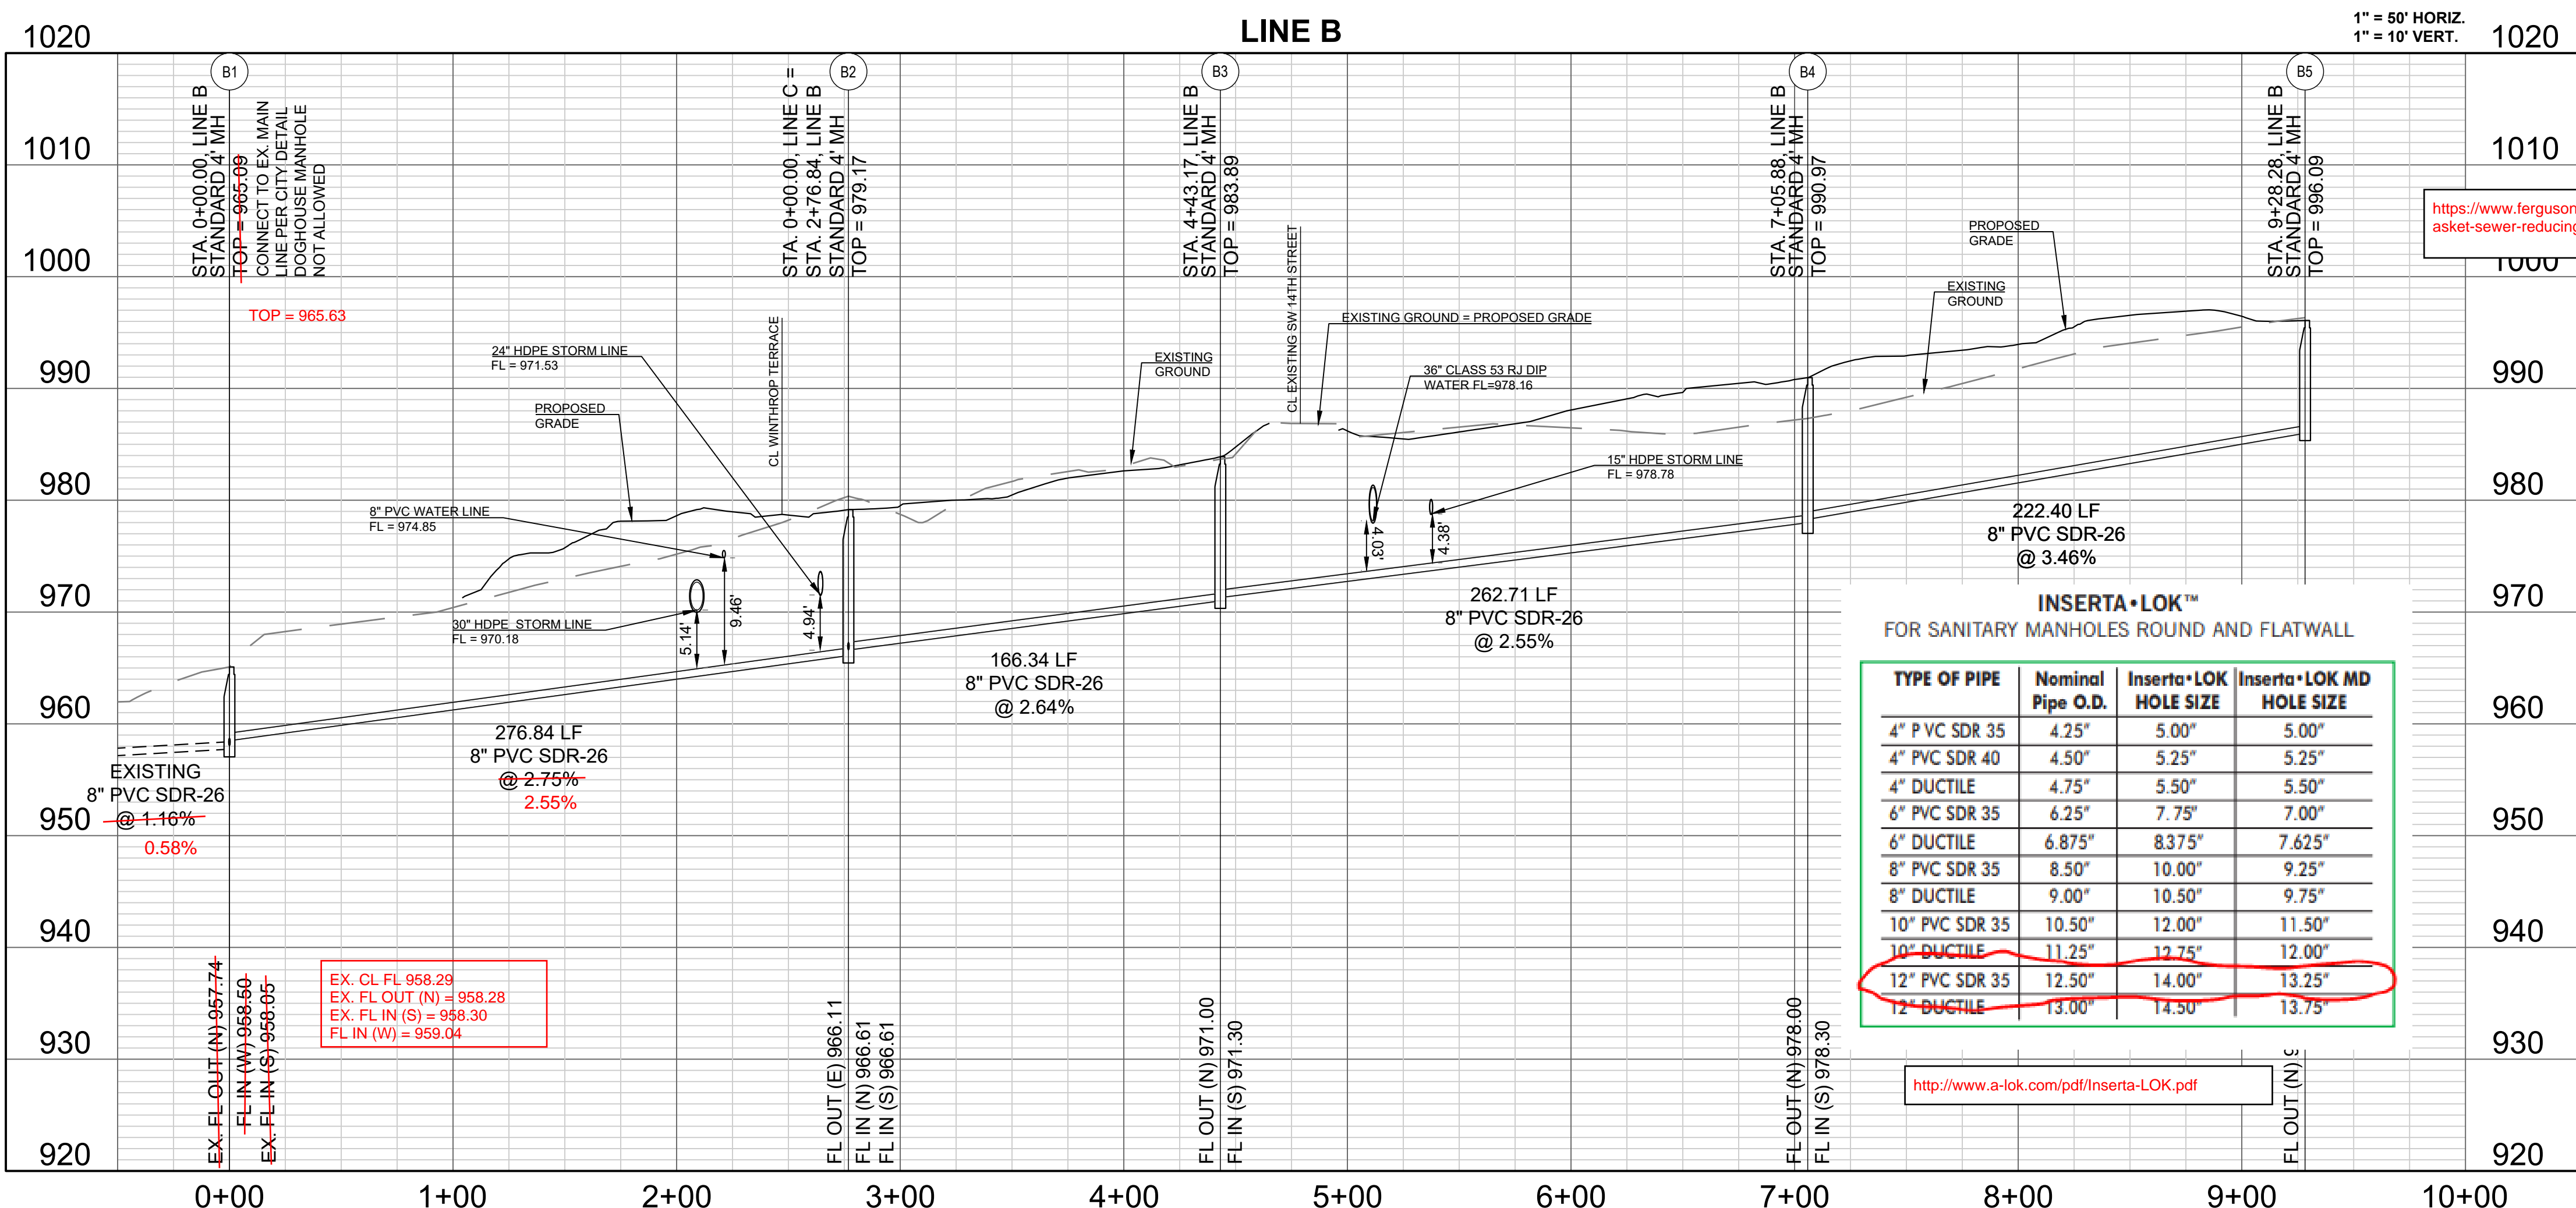 LINE B
1" = 50' HORIZ.
1" = 10' VERT.
1020
1010
1000
990
980
970
960
950
940
930
920
1020
1010
1000
990
980
970
960
950
940
930
920
B1
STA. 0+00.00, LINE B
STANDARD 4' MH
TOP = 965.09
CONNECT TO EX. MAIN
LINE PER CITY DETAIL
DOGHOUSE MANHOLE
NOT ALLOWED
TOP = 965.63
B2
STA. 0+00.00, LINE C =
STA. 2+76.84, LINE B
STANDARD 4' MH
TOP = 979.17
B3
STA. 4+43.17, LINE B
STANDARD 4' MH
TOP = 983.89
B4
STA. 7+05.88, LINE B
STANDARD 4' MH
TOP = 990.97
B5
STA. 9+28.28, LINE B
STANDARD 4' MH
TOP = 996.09
https://www.ferguson
asket-sewer-reducing
24" HDPE STORM LINE
FL = 971.53
PROPOSED
GRADE
8" PVC WATER LINE
FL = 974.85
30" HDPE STORM LINE
FL = 970.18
5.14'
9.46'
4.94'
CL WINTHROP TERRACE
EXISTING
GROUND
CL EXISTING SW 14TH STREET
EXISTING GROUND = PROPOSED GRADE
36" CLASS 53 RJ DIP
WATER FL=978.16
15" HDPE STORM LINE
FL = 978.78
4.03'
4.38'
PROPOSED
GRADE
EXISTING
GROUND
EXISTING
8" PVC SDR-26
@ 1.16%
0.58%
276.84 LF
8" PVC SDR-26
@ 2.75%
2.55%
166.34 LF
8" PVC SDR-26
@ 2.64%
262.71 LF
8" PVC SDR-26
@ 2.55%
222.40 LF
8" PVC SDR-26
@ 3.46%
INSERTA•LOK™
FOR SANITARY MANHOLES ROUND AND FLATWALL
TYPE OF PIPE Nominal Pipe O.D. Inserta•LOK HOLE SIZE Inserta•LOK MD HOLE SIZE
4" P VC SDR 35 4.25" 5.00" 5.00"
4" PVC SDR 40 4.50" 5.25" 5.25"
4" DUCTILE 4.75" 5.50" 5.50"
6" PVC SDR 35 6.25" 7.75" 7.00"
6" DUCTILE 6.875" 8.375" 7.625"
8" PVC SDR 35 8.50" 10.00" 9.25"
8" DUCTILE 9.00" 10.50" 9.75"
10" PVC SDR 35 10.50" 12.00" 11.50"
10" DUCTILE 11.25" 12.75" 12.00"
12" PVC SDR 35 12.50" 14.00" 13.25"
12" DUCTILE 13.00" 14.50" 13.75"
http://www.a-lok.com/pdf/Inserta-LOK.pdf
EX. FL OUT (N) 957.74
FL IN (W) 958.50
EX. FL IN (S) 958.05
EX. CL FL 958.29
EX. FL OUT (N) = 958.28
EX. FL IN (S) = 958.30
FL IN (W) = 959.04
FL OUT (E) 966.11
FL IN (N) 966.61
FL IN (S) 966.61
FL OUT (N) 971.00
FL IN (S) 971.30
FL OUT (N) 978.00
FL IN (S) 978.30
FL OUT (N)
0+00
1+00
2+00
3+00
4+00
5+00
6+00
7+00
8+00
9+00
10+00